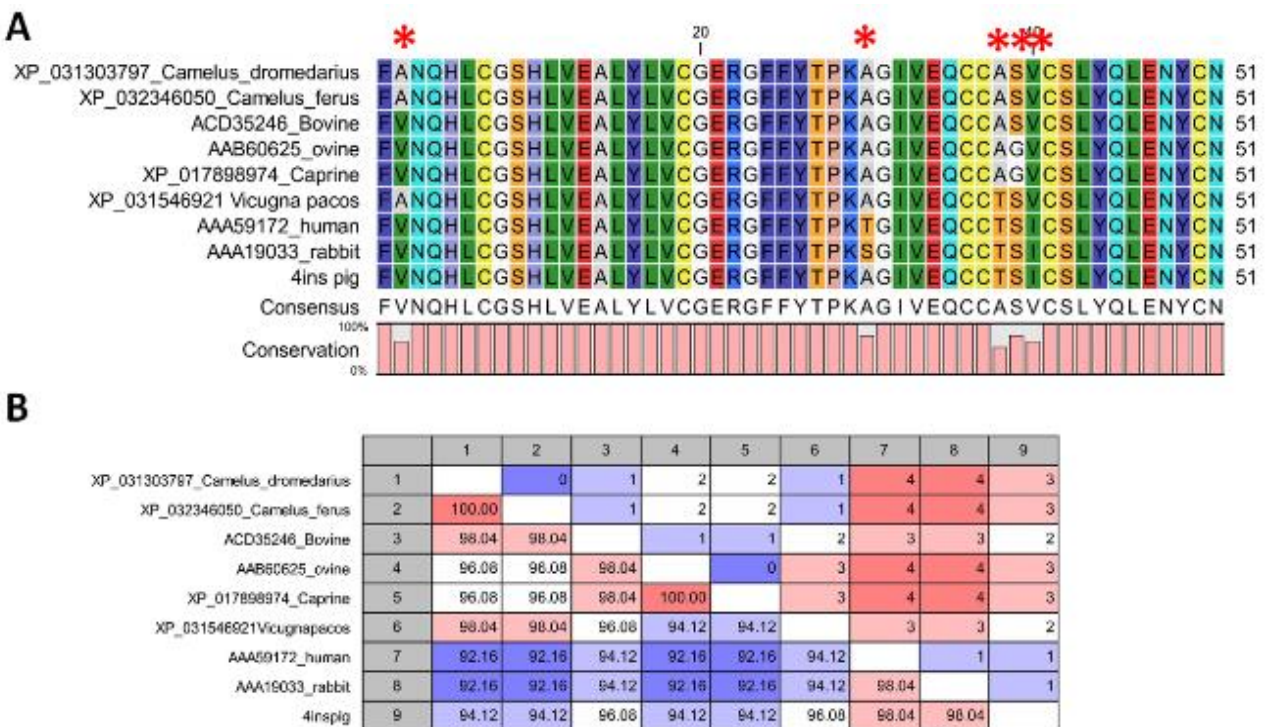 A
* 20 * ***
XP_031303797_Camelus_dromedarius FANQHLCGSHLVEALYLVCGERGFFYTPKAGIVEQCCASVCSLYQLENYCN 51
XP_032346050_Camelus_ferus FANQHLCGSHLVEALYLVCGERGFFYTPKAGIVEQCCASVCSLYQLENYCN 51
ACD35246_Bovine FVNQHLCGSHLVEALYLVCGERGFFYTPKAGIVEQCCASVCSLYQLENYCN 51
AAB60625_ovine FVNQHLCGSHLVEALYLVCGERGFFYTPKAGIVEQCCAGVCSLYQLENYCN 51
XP_017898974_Caprine FVNQHLCGSHLVEALYLVCGERGFFYTPKAGIVEQCCAGVCSLYQLENYCN 51
XP_031546921 Vicugna pacos FANQHLCGSHLVEALYLVCGERGFFYTPKAGIVEQCCTSVCSLYQLENYCN 51
AAA59172_human FVNQHLCGSHLVEALYLVCGERGFFYTPKTGIVEQCCTSICSLYQLENYCN 51
AAA19033_rabbit FVNQHLCGSHLVEALYLVCGERGFFYTPKSGIVEQCCTSICSLYQLENYCN 51
4ins pig FVNQHLCGSHLVEALYLVCGERGFFYTPKAGIVEQCCTSICSLYQLENYCN 51
Consensus FVNQHLCGSHLVEALYLVCGERGFFYTPKAGIVEQCCASVCSLYQLENYCN
100%
Conservation
0%
B
1 2 3 4 5 6 7 8 9
XP_031303797_Camelus_dromedarius 1 0 1 2 2 1 4 4 3
XP_032346050_Camelus_ferus 2 100.00 1 2 2 1 4 4 3
ACD35246_Bovine 3 98.04 98.04 1 1 2 3 3 2
AAB60625_ovine 4 96.08 96.08 98.04 0 3 4 4 3
XP_017898974_Caprine 5 96.08 96.08 98.04 100.00 3 4 4 3
XP_031546921Vicugnapacos 6 98.04 98.04 96.08 94.12 94.12 3 3 2
AAA59172_human 7 92.16 92.16 94.12 92.16 92.16 94.12 1 1
AAA19033_rabbit 8 92.16 92.16 94.12 92.16 92.16 94.12 98.04 1
4inspig 9 94.12 94.12 96.08 94.12 94.12 96.08 98.04 98.04